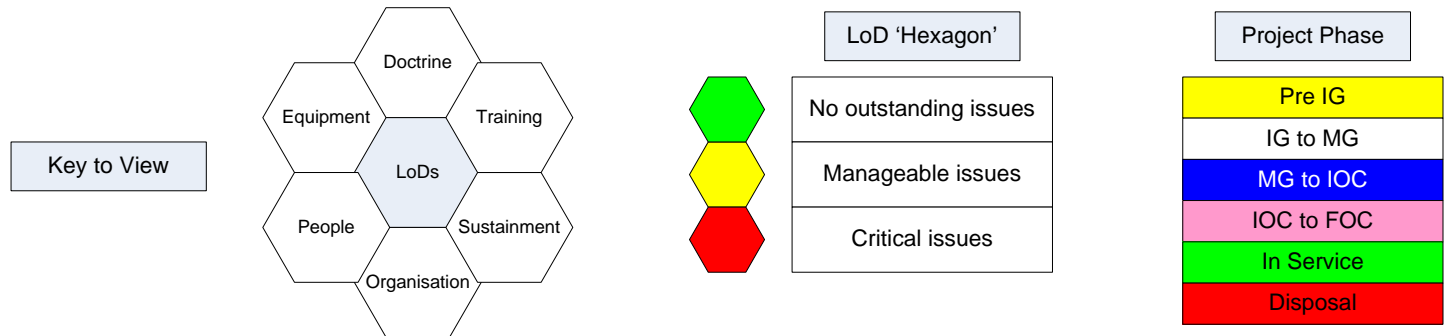 Key to View
Doctrine
Equipment
Training
LoDs
People
Sustainment
Organisation
LoD ‘Hexagon’
No outstanding issues
Manageable issues
Critical issues
Project Phase
Pre IG
IG to MG
MG to IOC
IOC to FOC
In Service
Disposal